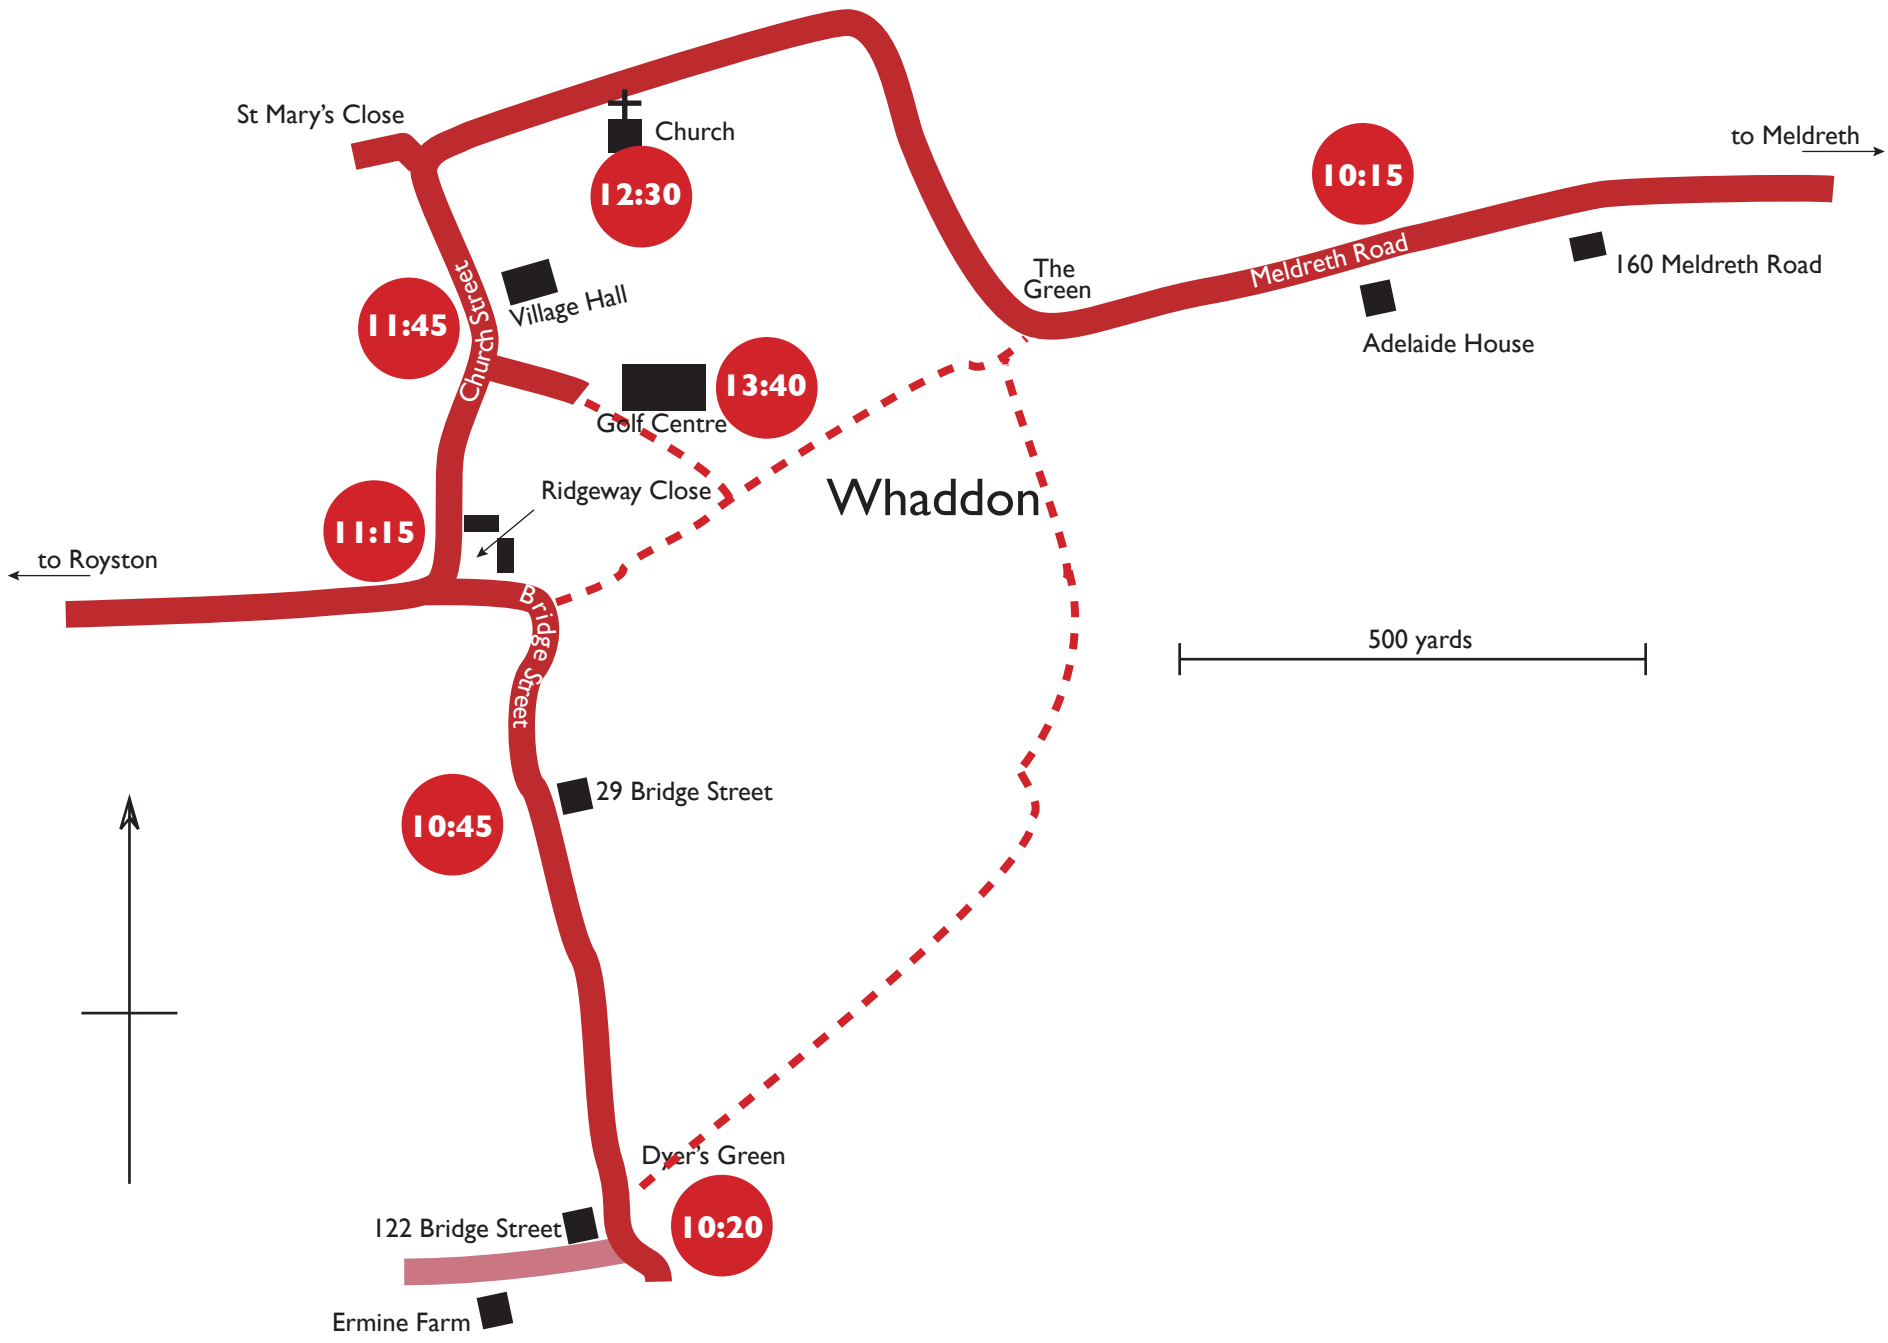 St Mary's Close
Church
to Meldreth
12:30
10:15
Meldreth Road
160 Meldreth Road
The
Green
Church Street
Village Hall
11:45
Adelaide House
13:40
Golf Centre
Ridgeway Close
Whaddon
11:15
to Royston
Bridge Street
500 yards
29 Bridge Street
10:45
Dyer's Green
122 Bridge Street
10:20
Ermine Farm